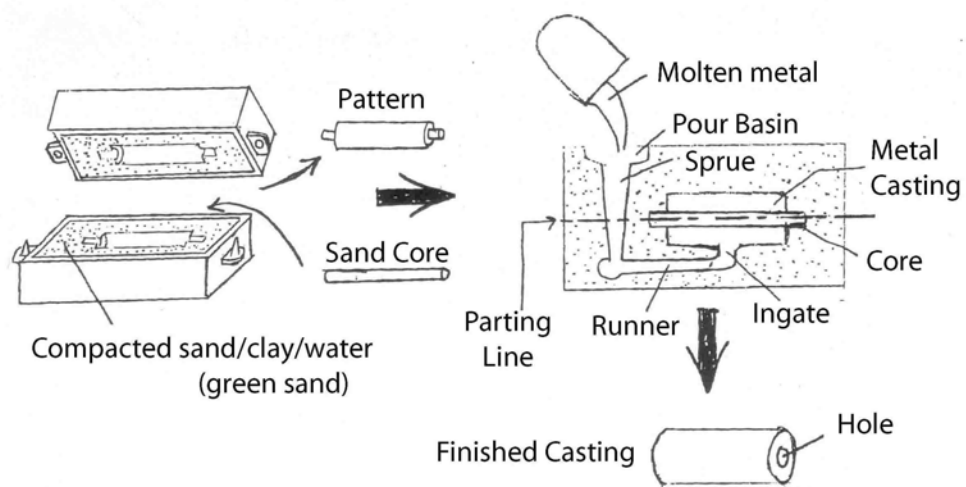 Molten metal
Pattern
Pour Basin
Sprue
Metal
Casting
Sand Core
Core
Parting
Line
Runner
Ingate
Compacted sand/clay/water
(green sand)
Finished Casting
Hole